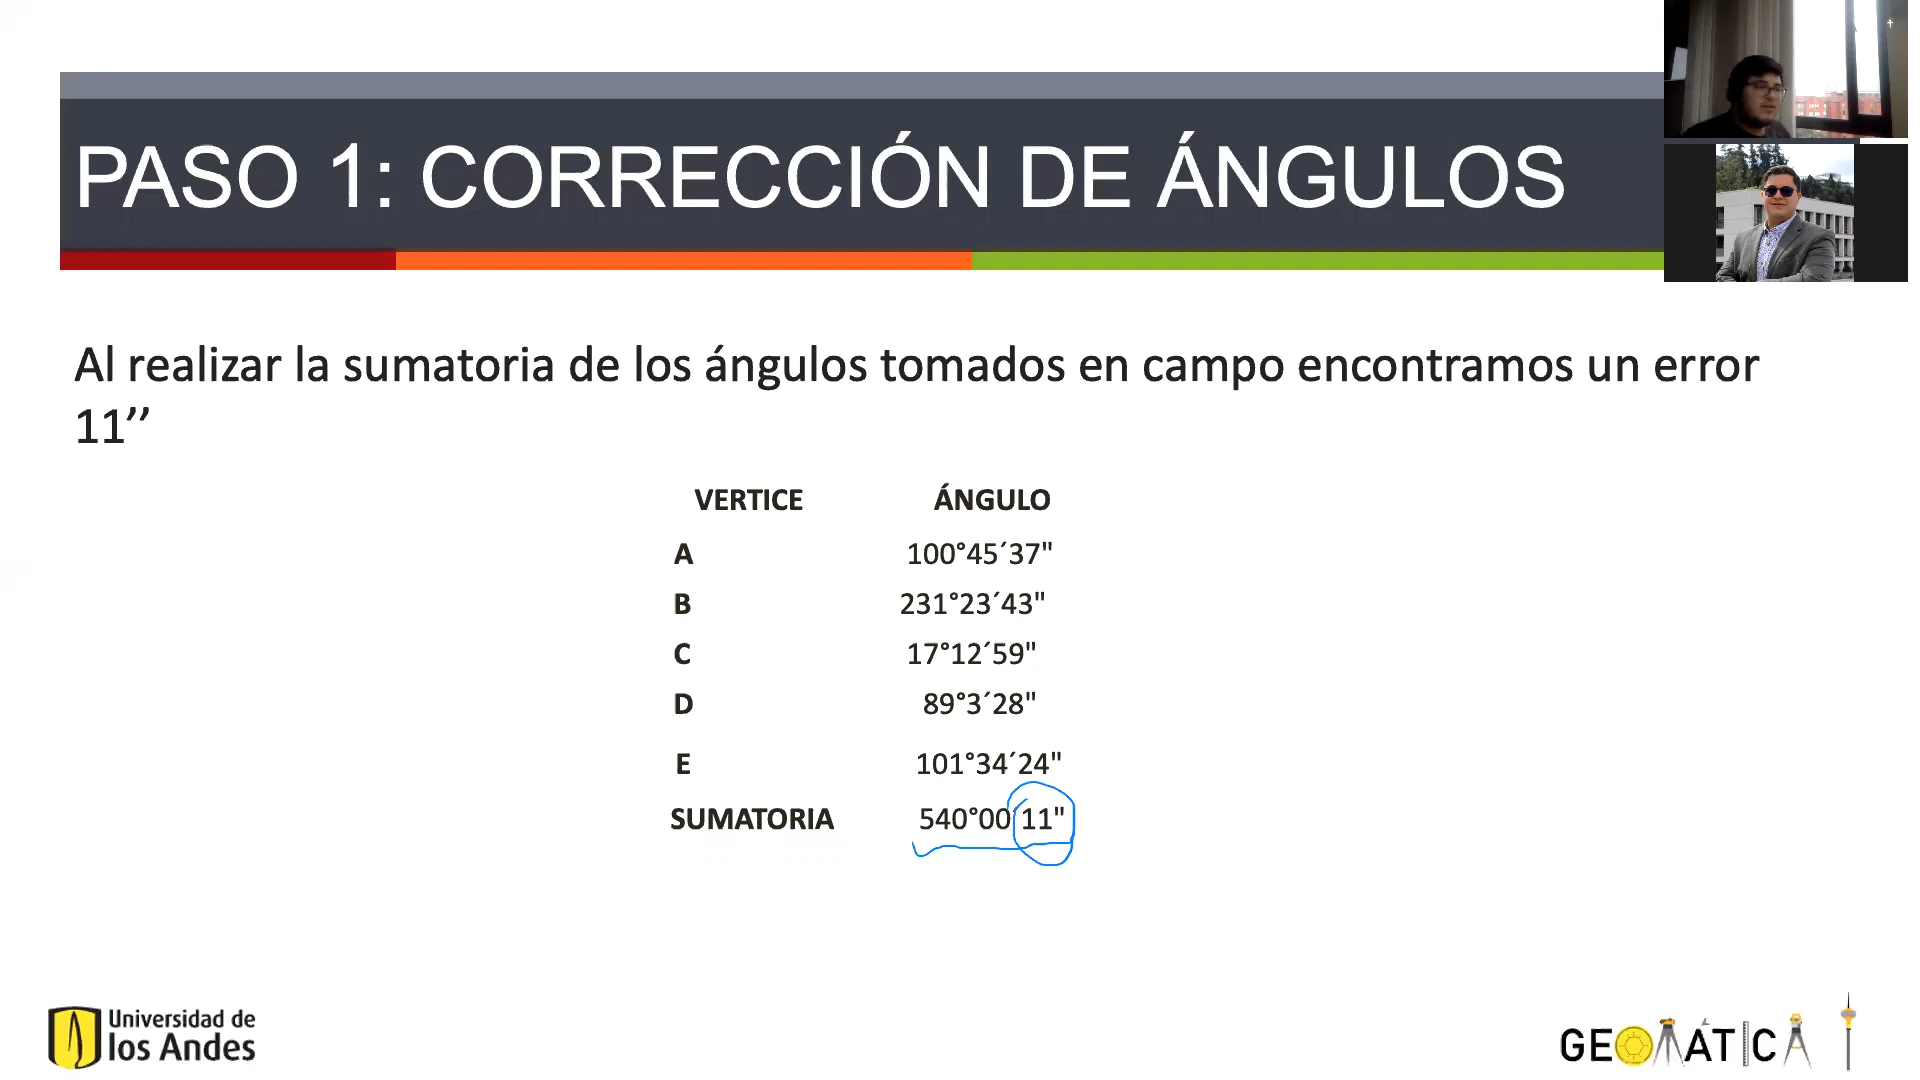 PASO 1: CORRECCIÓN DE ÁNGULOS
Al realizar la sumatoria de los ángulos tomados en campo encontramos un error
11’’
VERTICE ÁNGULO
A 100°45´37"
B 231°23´43"
C 17°12´59"
D 89°3´28"
E 101°34´24"
SUMATORIA 540°00´11"
Universidad de
los Andes
GEOMÁTICA